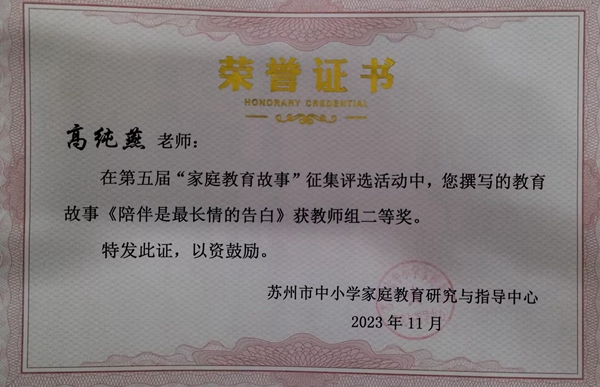 荣誉证书
HONORARY CREDENTIAL
高纯燕 老师：
在第五届“家庭教育故事”征集评选活动中，您撰写的教育
故事《陪伴是最长情的告白》获教师组二等奖。
特发此证，以资鼓励。
苏州市中小学家庭教育研究与指导中心
2023年11月